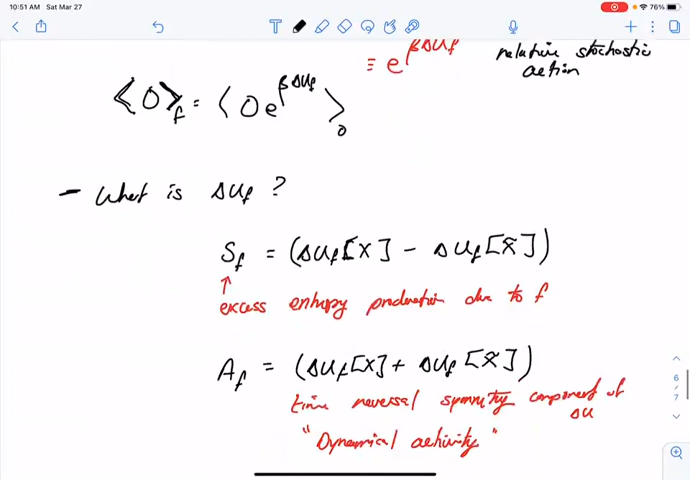 10:51 AM Sat Mar 27
76%
≡ e^{βΔU_f}
relative stochastic
action
⟨O⟩_f = ⟨O e^{βΔU_f}⟩_0
- What is ΔU_f ?
S_f = (ΔU_f[X] - ΔU_f[X̃])
↑
excess entropy production due to f
A_f = (ΔU_f[X] + ΔU_f[X̃])
time reversal symmetry component of
ΔU
"Dynamical activity"
6
/
7